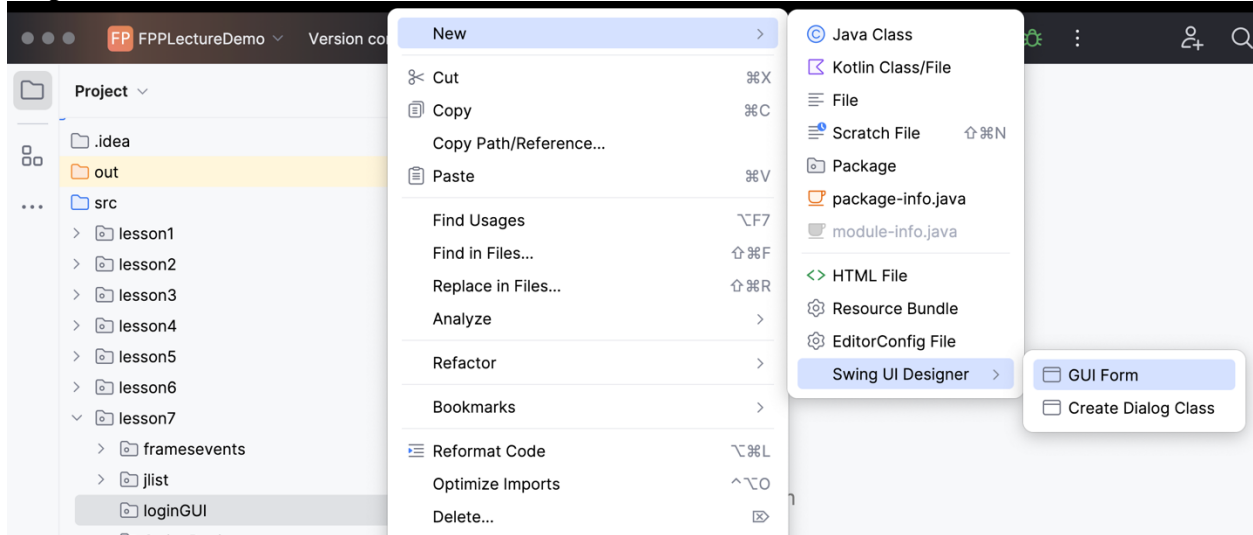 FP FPPLectureDemo Version co
Project
.idea
out
src
lesson1
lesson2
lesson3
lesson4
lesson5
lesson6
lesson7
framesevents
jlist
loginGUI
New
Cut ⌘X
Copy ⌘C
Copy Path/Reference...
Paste ⌘V
Find Usages ⌥F7
Find in Files... ⇧⌘F
Replace in Files... ⇧⌘R
Analyze
Refactor
Bookmarks
Reformat Code ⌥⌘L
Optimize Imports ^⌥O
Delete... ⌦
Java Class
Kotlin Class/File
File
Scratch File ⇧⌘N
Package
package-info.java
module-info.java
HTML File
Resource Bundle
EditorConfig File
Swing UI Designer
GUI Form
Create Dialog Class